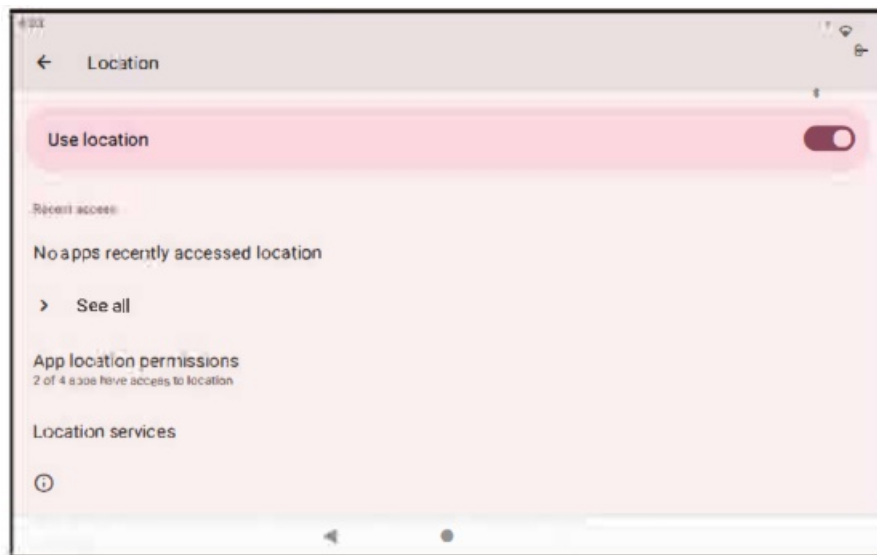 Location
Use location
Recent access
No apps recently accessed location
See all
App location permissions
2 of 4 apps have access to location
Location services